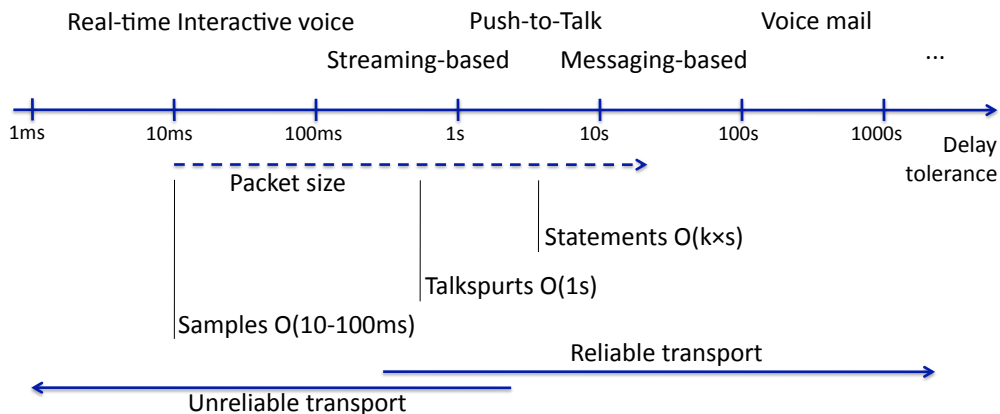 Real-time Interactive voice Push-to-Talk Voice mail
Streaming-based Messaging-based ...
1ms 10ms 100ms 1s 10s 100s 1000s Delay
tolerance
Packet size
Statements O(k×s)
Talkspurts O(1s)
Samples O(10-100ms)
Reliable transport
Unreliable transport